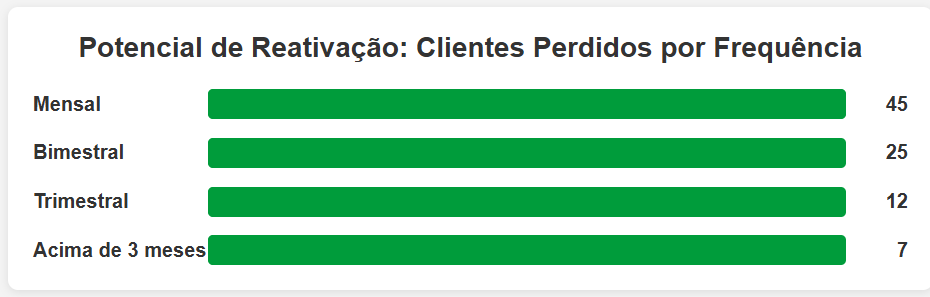 Potencial de Reativação: Clientes Perdidos por Frequência
Mensal 45
Bimestral 25
Trimestral 12
Acima de 3 meses 7